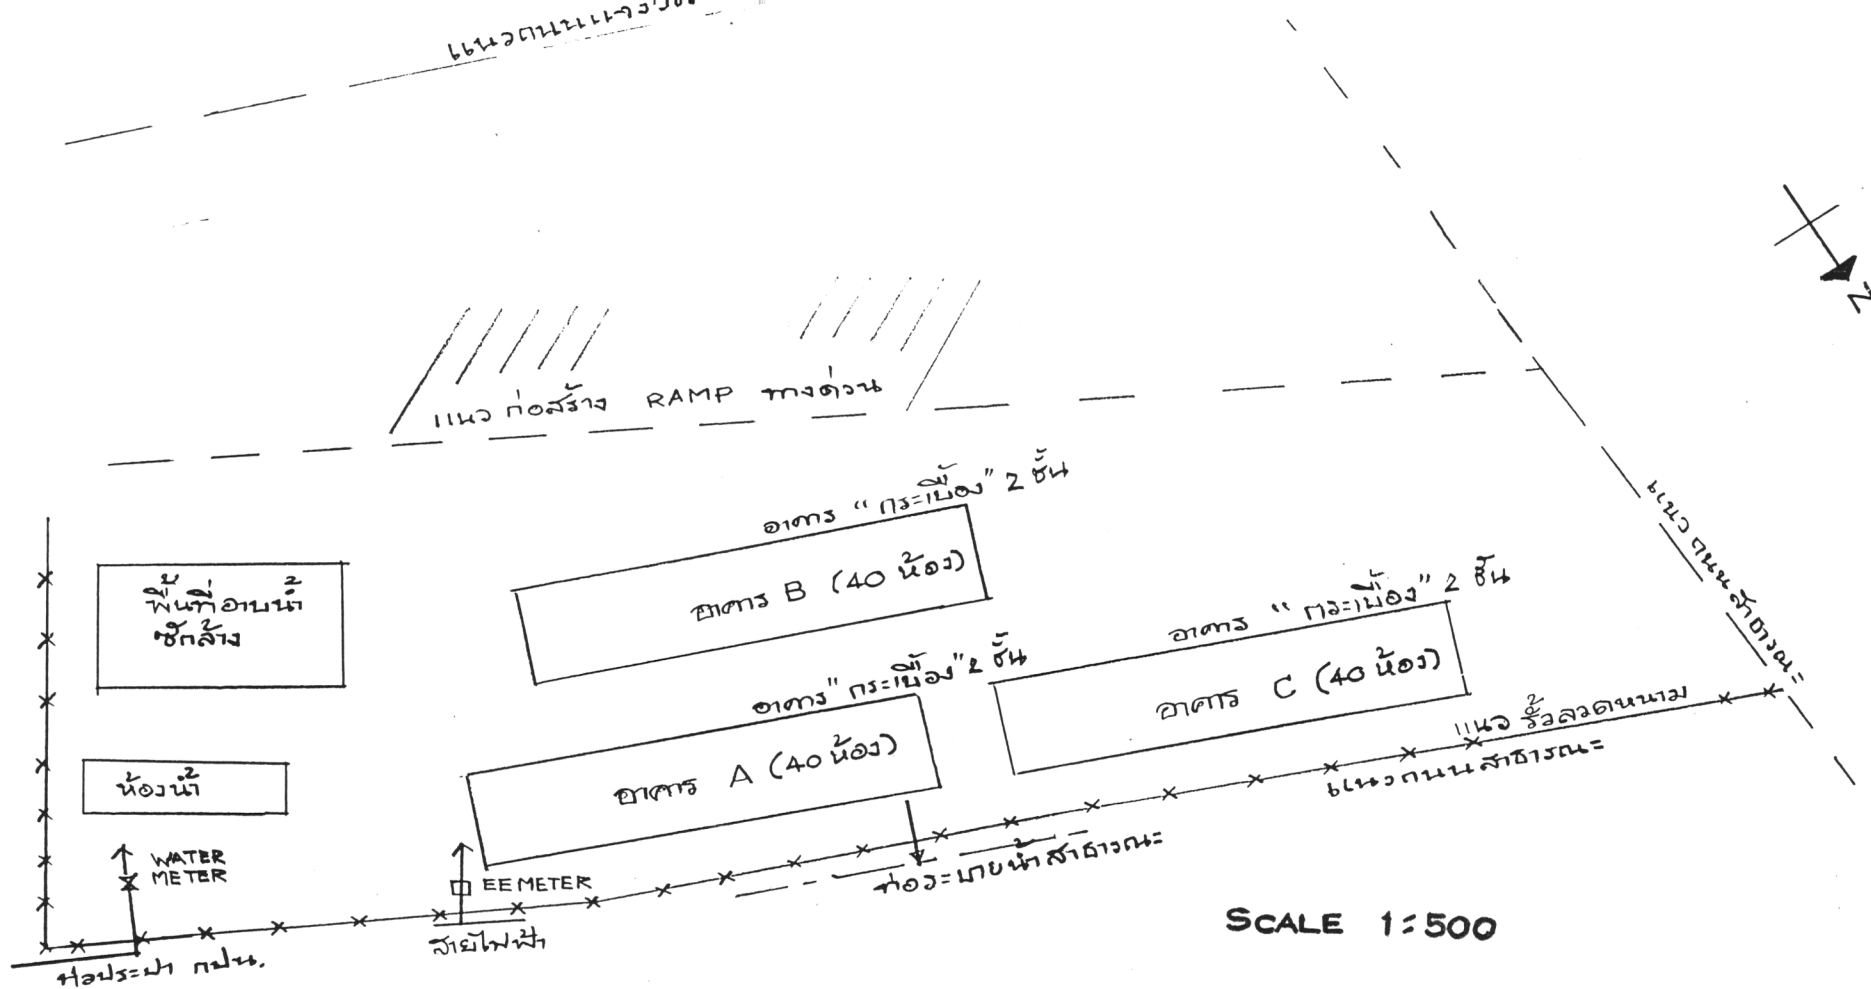 แนวถนน
N
แนวก่อสร้าง RAMP ทางด่วน
อาคาร "กระเบื้อง" 2 ชั้น
อาคาร B (40 ห้อง)
พื้นที่อาบน้ำ
ซักล้าง
อาคาร "กระเบื้อง" 2 ชั้น
อาคาร C (40 ห้อง)
แนวถนนสาธารณะ
อาคาร "กระเบื้อง" 2 ชั้น
อาคาร A (40 ห้อง)
แนวรั้วลวดหนาม
แนวถนนสาธารณะ
ห้องน้ำ
WATER
METER
EE METER
ท่อระบายน้ำสาธารณะ
สายไฟฟ้า
ท่อประปา กปน.
SCALE 1:500